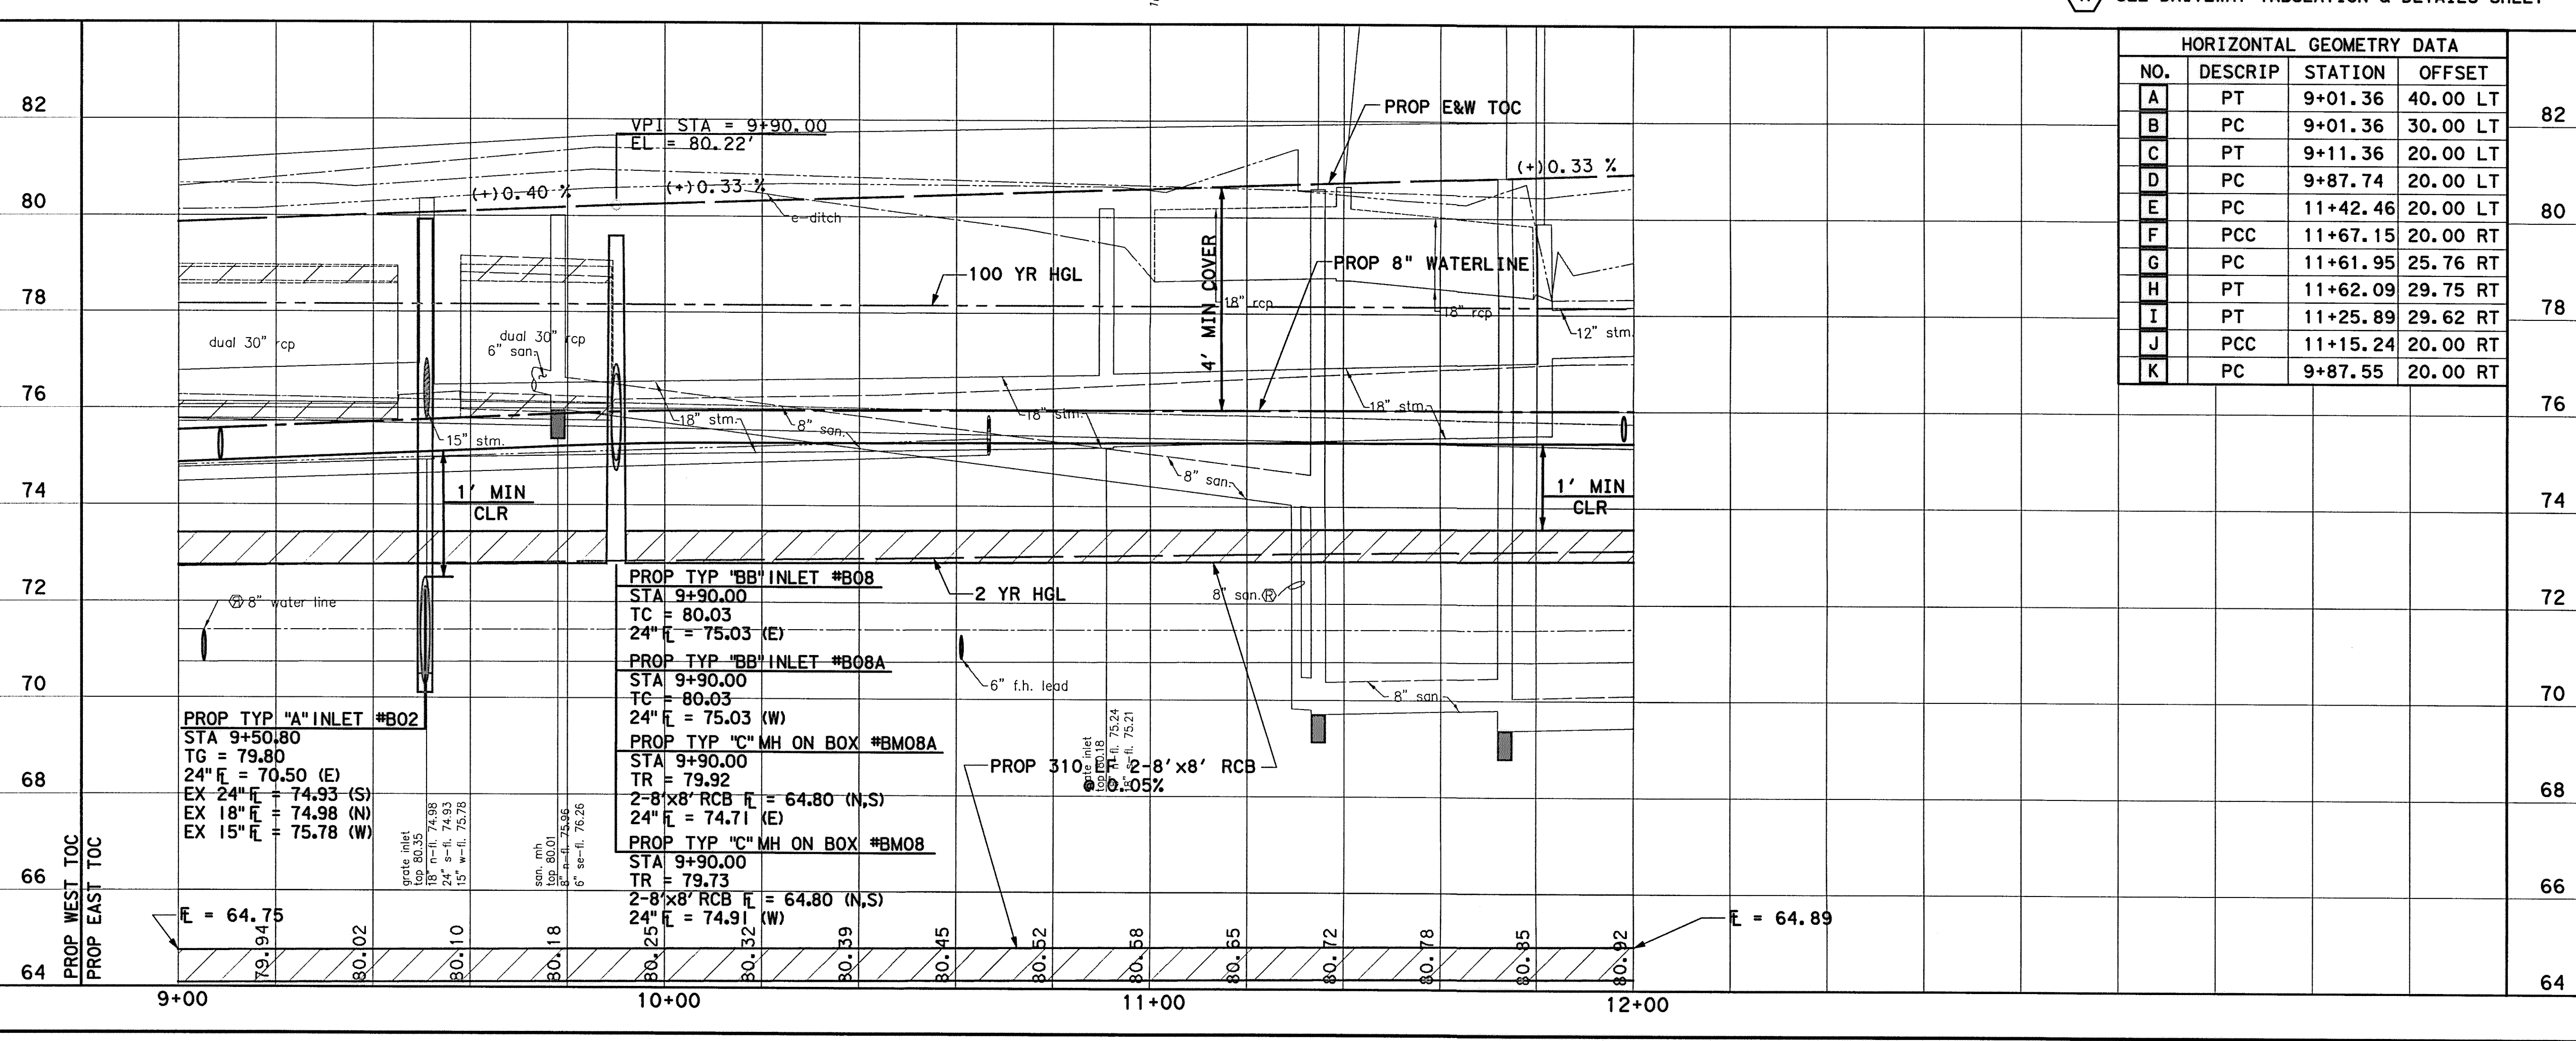 HORIZONTAL GEOMETRY DATA
NO. DESCRIP STATION OFFSET
A PT 9+01.36 40.00 LT
B PC 9+01.36 30.00 LT
C PT 9+11.36 20.00 LT
D PC 9+87.74 20.00 LT
E PC 11+42.46 20.00 LT
F PCC 11+67.15 20.00 RT
G PC 11+61.95 25.76 RT
H PT 11+62.09 29.75 RT
I PT 11+25.89 29.62 RT
J PCC 11+15.24 20.00 RT
K PC 9+87.55 20.00 RT
82
80
78
76
74
72
70
68
66
64
82
80
78
76
74
72
70
68
66
64
VPI STA = 9+90.00
EL = 80.22'
PROP E&W TOC
(+)0.40 %
(+)0.33 %
(+)0.33 %
e-ditch
100 YR HGL
4' MIN COVER
PROP 8" WATERLINE
18" rcp
18" rcp
12" stm.
dual 30" rcp
dual 30" rcp
6" san.
15" stm.
18" stm.
8" san.
18" stm.
18" stm.
8" san.
1' MIN
CLR
1' MIN
CLR
2 YR HGL
R 8" water line
8" san. R
6" f.h. lead
8" san.
PROP TYP "A" INLET #B02
STA 9+50.80
TG = 79.80
24" FL = 70.50 (E)
EX 24" FL = 74.93 (S)
EX 18" FL = 74.98 (N)
EX 15" FL = 75.78 (W)
PROP TYP "BB" INLET #B08
STA 9+90.00
TC = 80.03
24" FL = 75.03 (E)
PROP TYP "BB" INLET #B08A
STA 9+90.00
TC = 80.03
24" FL = 75.03 (W)
PROP TYP "C" MH ON BOX #BM08A
STA 9+90.00
TR = 79.92
2-8'x8' RCB FL = 64.80 (N,S)
24" FL = 74.71 (E)
PROP TYP "C" MH ON BOX #BM08
STA 9+90.00
TR = 79.73
2-8'x8' RCB FL = 64.80 (N,S)
24" FL = 74.91 (W)
PROP 310 LF 2-8'x8' RCB
@ 0.05%
grate inlet
top 80.35
18" n-fl. 74.98
24" s-fl. 74.93
15" w-fl. 75.78
san. mh
top 80.01
8" n-fl. 75.96
6" se-fl. 76.26
grate inlet
top 80.18
18" n-fl. 75.24
18" s-fl. 75.21
PROP WEST TOC
PROP EAST TOC
FL = 64.75
FL = 64.89
79.94
80.02
80.10
80.18
80.25
80.32
80.39
80.45
80.52
80.58
80.65
80.72
80.78
80.85
80.92
9+00
10+00
11+00
12+00